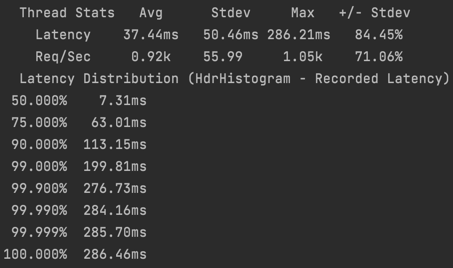 Thread Stats   Avg      Stdev     Max   +/- Stdev
Latency    37.44ms   50.46ms 286.21ms   84.45%
Req/Sec     0.92k    55.99     1.05k    71.06%
Latency Distribution (HdrHistogram - Recorded Latency)
50.000%    7.31ms
75.000%   63.01ms
90.000%  113.15ms
99.000%  199.81ms
99.900%  276.73ms
99.990%  284.16ms
99.999%  285.70ms
100.000%  286.46ms